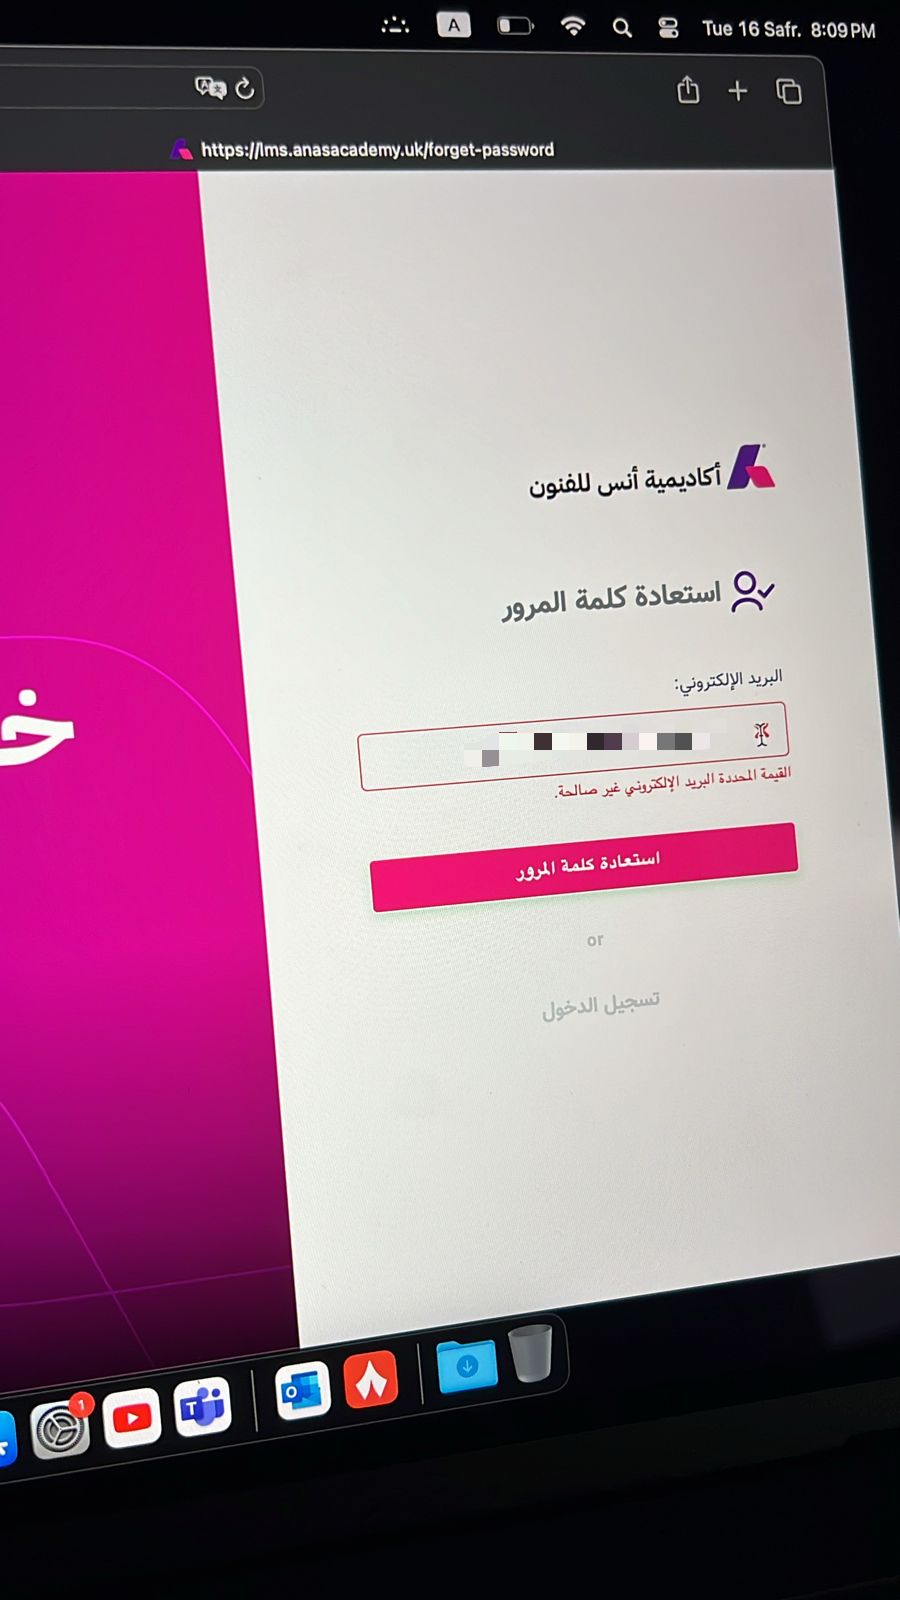 A
Tue 16 Safr. 8:09 PM
https://lms.anasacademy.uk/forget-password
أكاديمية أنس للفنون
استعادة كلمة المرور
البريد الإلكتروني:
القيمة المحددة البريد الإلكتروني غير صالحة.
استعادة كلمة المرور
or
تسجيل الدخول
1